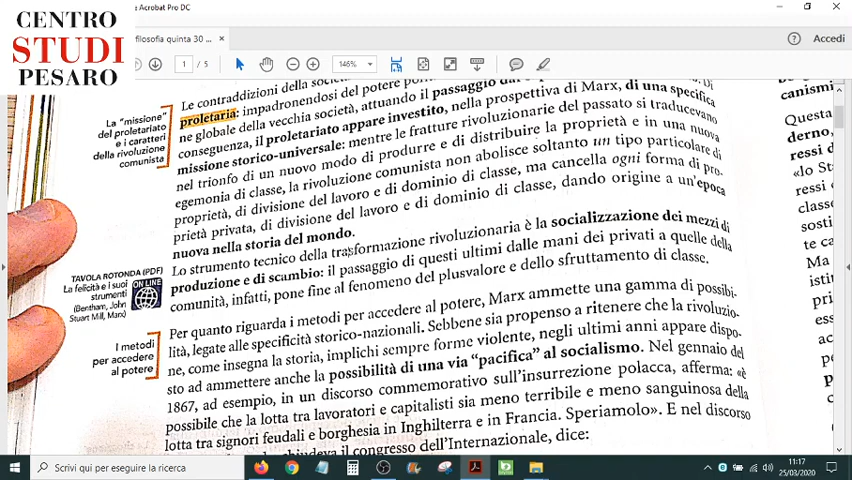 CENTRO
STUDI
PESARO
e Acrobat Pro DC
filosofia quinta 30 ...
Accedi
1 / 5
146%
Le contraddizioni della socie
proletaria: impadronendosi del potere
ne globale della vecchia società, attuando il passaggio
conseguenza, il proletariato appare investito, nella prospettiva di Marx, di una specifica
missione storico-universale: mentre le fratture rivoluzionarie del passato si traducevano
nel trionfo di un nuovo modo di produrre e di distribuire la proprietà e in una nuova
egemonia di classe, la rivoluzione comunista non abolisce soltanto un tipo particolare di
proprietà, di divisione del lavoro e di dominio di classe, ma cancella ogni forma di pro-
prietà privata, di divisione del lavoro e di dominio di classe, dando origine a un'epoca
nuova nella storia del mondo.
Lo strumento tecnico della trasformazione rivoluzionaria è la socializzazione dei mezzi di
produzione e di scambio: il passaggio di questi ultimi dalle mani dei privati a quelle della
comunità, infatti, pone fine al fenomeno del plusvalore e dello sfruttamento di classe.
Per quanto riguarda i metodi per accedere al potere, Marx ammette una gamma di possibi-
lità, legate alle specificità storico-nazionali. Sebbene sia propenso a ritenere che la rivoluzio-
ne, come insegna la storia, implichi sempre forme violente, negli ultimi anni appare dispo-
sto ad ammettere anche la possibilità di una via "pacifica" al socialismo. Nel gennaio del
1867, ad esempio, in un discorso commemorativo sull'insurrezione polacca, afferma: «è
possibile che la lotta tra lavoratori e capitalisti sia meno terribile e meno sanguinosa della
lotta tra signori feudali e borghesia in Inghilterra e in Francia. Speriamolo». E nel discorso
il congresso dell'Internazionale, dice:
La "missione"
del proletariato
e i caratteri
della rivoluzione
comunista
TAVOLA ROTONDA (PDF)
La felicità e i suoi
strumenti
(Bentham, John
Stuart Mill, Marx)
ON LINE
I metodi
per accedere
al potere
canismi
Questa
derno,
ressi d
«lo Sta
ressi
classe
sosti
te ca
Ma
istit
pri
ess
ac
Scrivi qui per eseguire la ricerca
11:17
25/03/2020